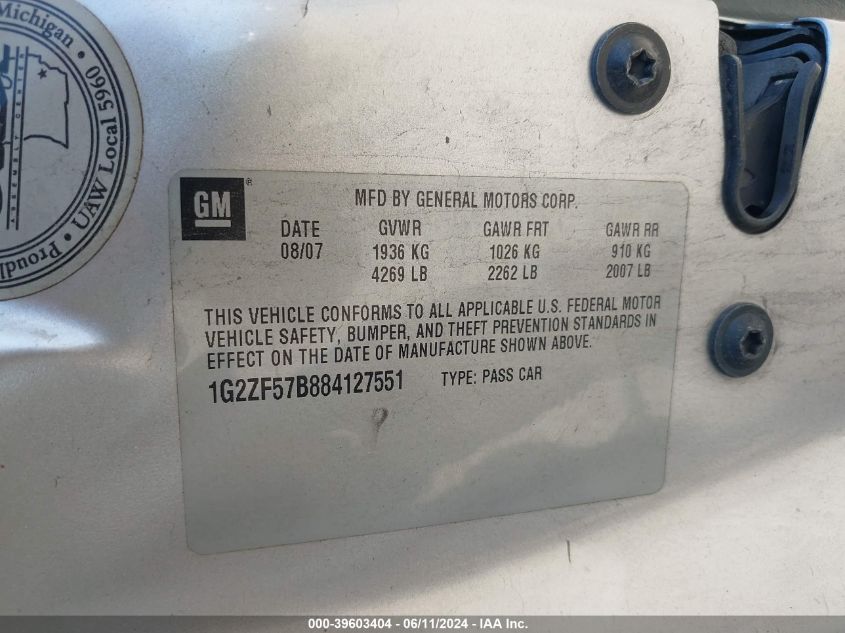 Michigan
UAW Local 5960
Proudl
ASSEMBLY CENTE
GM ®
MFD BY GENERAL MOTORS CORP.
DATE GVWR GAWR FRT GAWR RR
08/07 1936 KG 1026 KG 910 KG
4269 LB 2262 LB 2007 LB
THIS VEHICLE CONFORMS TO ALL APPLICABLE U.S. FEDERAL MOTOR
VEHICLE SAFETY, BUMPER, AND THEFT PREVENTION STANDARDS IN
EFFECT ON THE DATE OF MANUFACTURE SHOWN ABOVE.
1G2ZF57B884127551 TYPE: PASS CAR
000-39603404 - 06/11/2024 - IAA Inc.